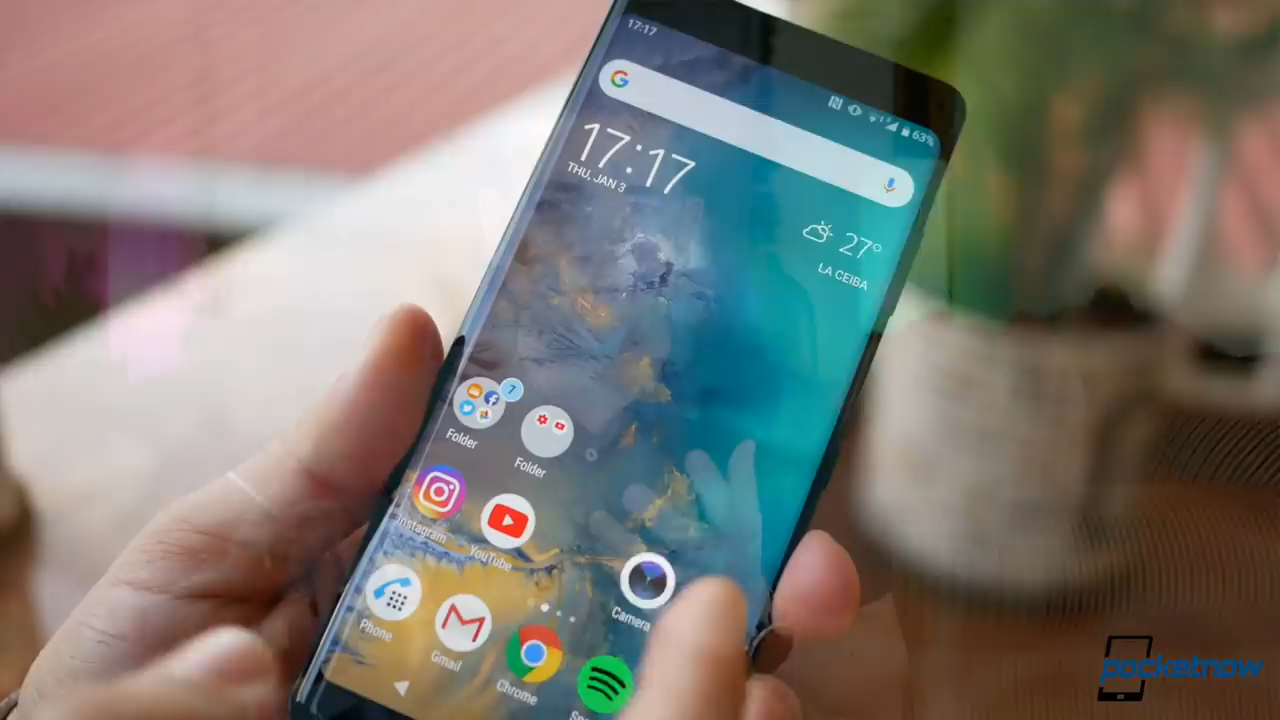 17:17
63%
17:17
THU, JAN 3
27°
LA CEIBA
7
Folder
Folder
Instagram
YouTube
Camera
Phone
Gmail
Chrome
pocketnow